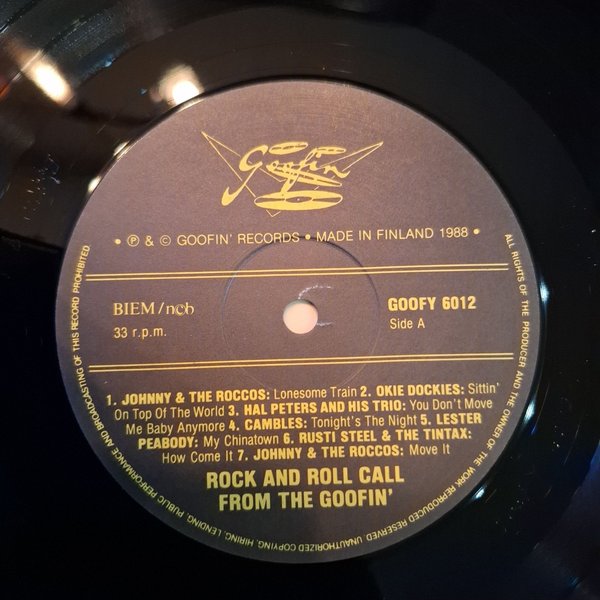 Goofin
• ℗ & © GOOFIN' RECORDS • MADE IN FINLAND 1988 •
BIEM/ncb
GOOFY 6012
33 r.p.m.
Side A
1. JOHNNY & THE ROCCOS: Lonesome Train 2. OKIE DOCKIES: Sittin'
On Top Of The World 3. HAL PETERS AND HIS TRIO: You Don't Move
Me Baby Anymore 4. CAMBLES: Tonight's The Night 5. LESTER
PEABODY: My Chinatown 6. RUSTI STEEL & THE TINTAX:
How Come It 7. JOHNNY & THE ROCCOS: Move It
ROCK AND ROLL CALL
FROM THE GOOFIN'
ALL RIGHTS OF THE PRODUCER AND THE OWNER OF THE WORK REPRODUCED RESERVED. UNAUTHORIZED COPYING, HIRING, LENDING, PUBLIC PERFORMANCE AND BROADCASTING OF THIS RECORD PROHIBITED